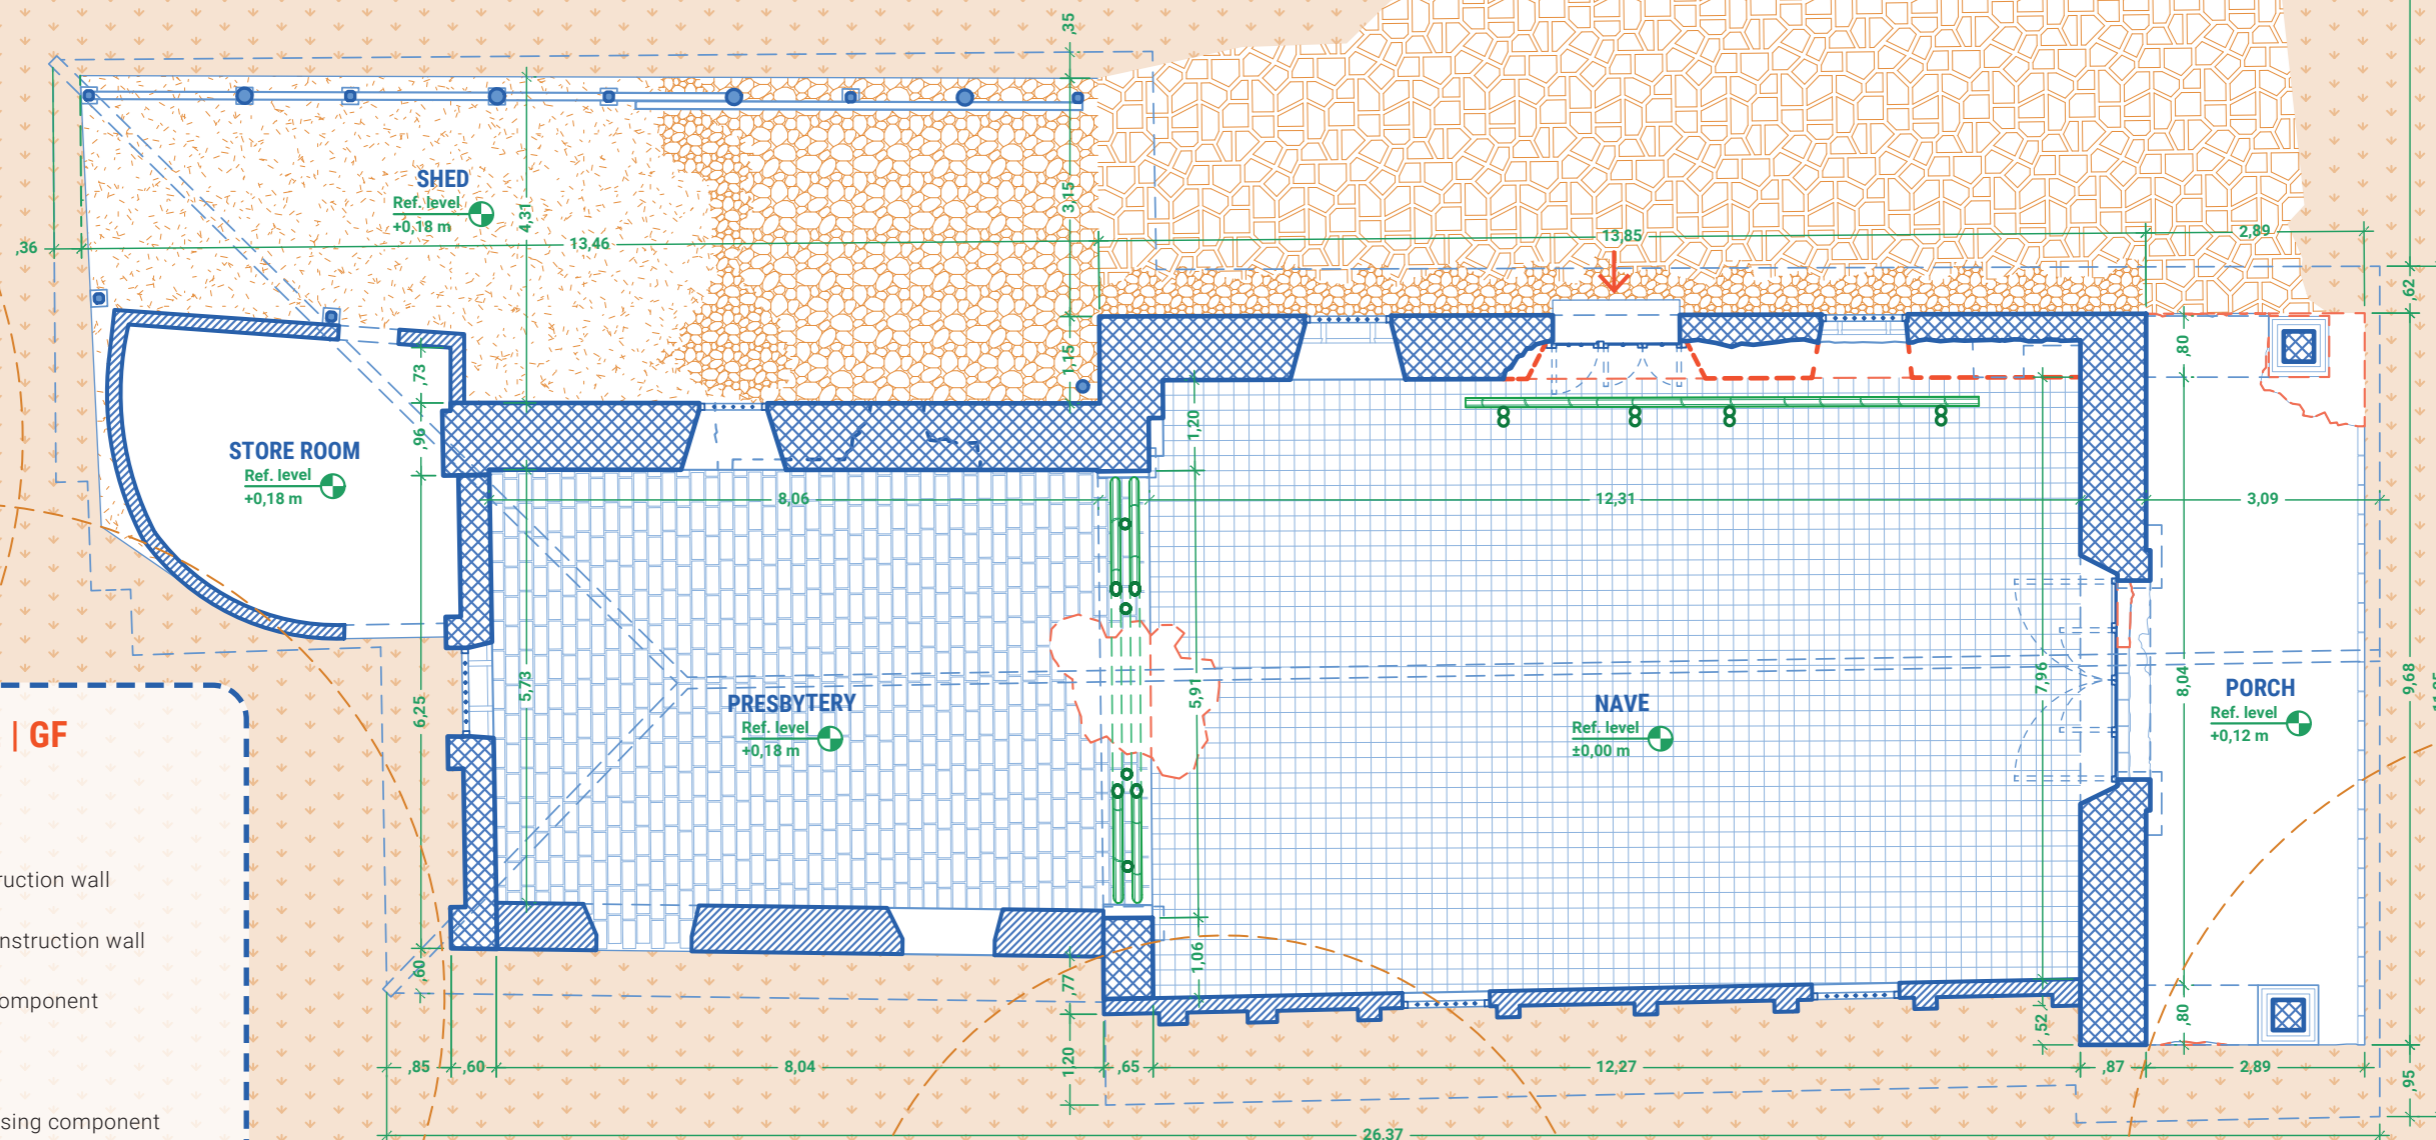 ,35
SHED
Ref. level
+0,18 m
4,31
3,15
,36
13,46
13,85
2,89
,62
,80
1,15
,73
,96
1,20
STORE ROOM
Ref. level
+0,18 m
8,06
12,31
3,09
5,73
6,25
5,91
7,96
8,04
9,68
PRESBYTERY
Ref. level
+0,18 m
NAVE
Ref. level
±0,00 m
PORCH
Ref. level
+0,12 m
| GF
ruction wall
nstruction wall
omponent
sing component
,60
,77
1,06
,52
,80
,85
,60
8,04
1,20
,65
12,27
,87
2,89
,95
26,37